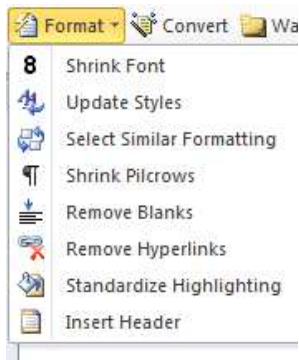 Format Convert
8 Shrink Font
Update Styles
Select Similar Formatting
¶ Shrink Pilcrows
Remove Blanks
Remove Hyperlinks
Standardize Highlighting
Insert Header